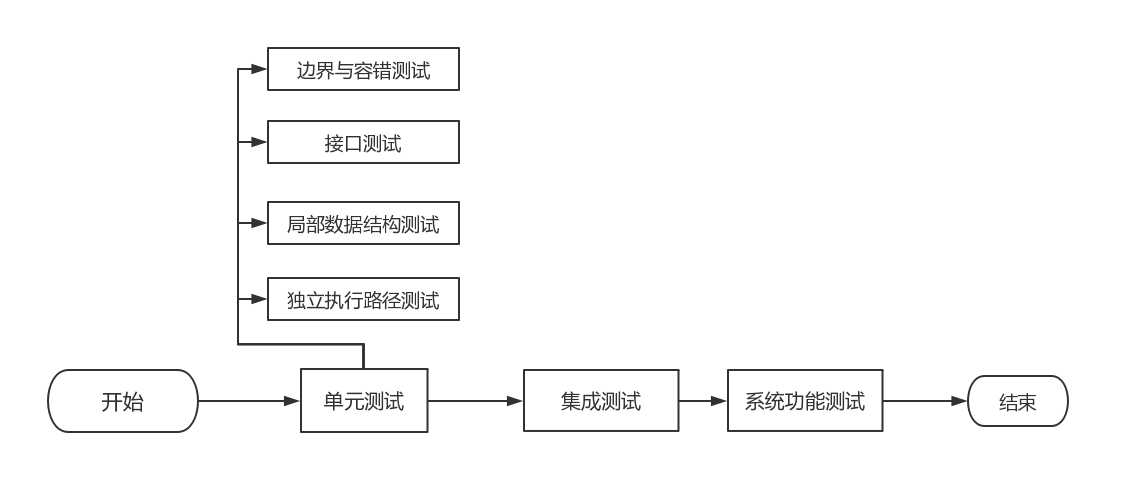 边界与容错测试
接口测试
局部数据结构测试
独立执行路径测试
开始
单元测试
集成测试
系统功能测试
结束